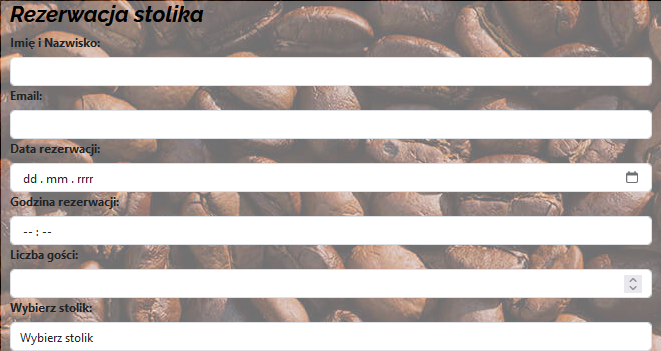 Rezerwacja stolika
Imię i Nazwisko:
Email:
Data rezerwacji:
dd . mm . rrrr
Godzina rezerwacji:
-- : --
Liczba gości:
Wybierz stolik:
Wybierz stolik